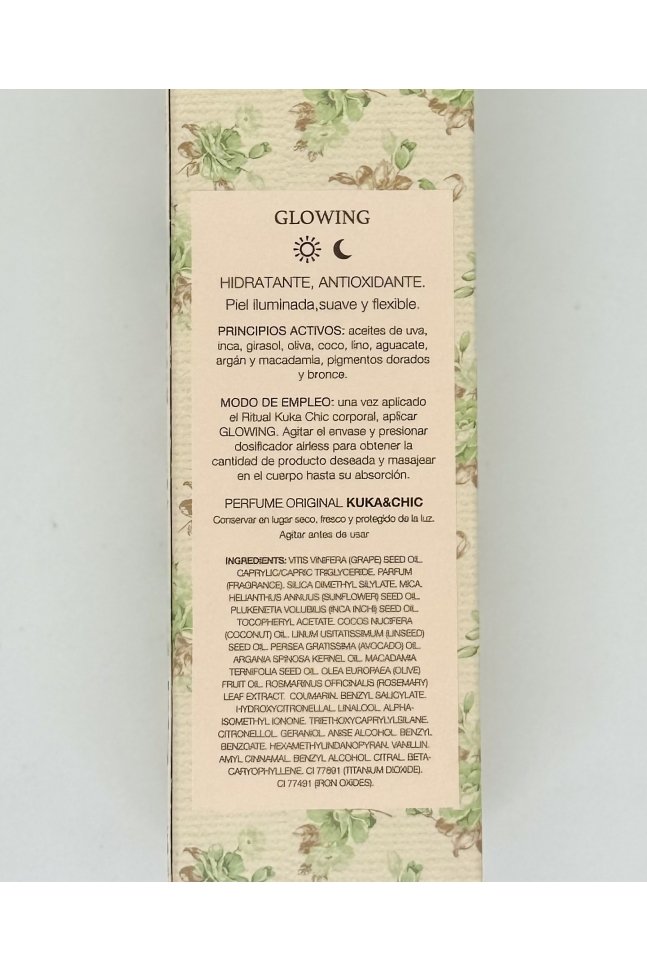 GLOWING
HIDRATANTE, ANTIOXIDANTE.
Piel iluminada,suave y flexible.
PRINCIPIOS ACTIVOS: aceites de uva,
inca, girasol, oliva, coco, lino, aguacate,
argán y macadamia, pigmentos dorados
y bronce.
MODO DE EMPLEO: una vez aplicado
el Ritual Kuka Chic corporal, aplicar
GLOWING. Agitar el envase y presionar
dosificador airless para obtener la
cantidad de producto deseada y masajear
en el cuerpo hasta su absorción.
PERFUME ORIGINAL KUKA&CHIC
Conservar en lugar seco, fresco y protegido de la luz.
Agitar antes de usar
INGREDIENTS: VITIS VINIFERA (GRAPE) SEED OIL.
CAPRYLIC/CAPRIC TRIGLYCERIDE. PARFUM
(FRAGRANCE). SILICA DIMETHYL SILYLATE. MICA.
HELIANTHUS ANNUUS (SUNFLOWER) SEED OIL.
PLUKENETIA VOLUBILIS (INCA INCHI) SEED OIL.
TOCOPHERYL ACETATE. COCOS NUCIFERA
(COCONUT) OIL. LINUM USITATISSIMUM (LINSEED)
SEED OIL. PERSEA GRATISSIMA (AVOCADO) OIL.
ARGANIA SPINOSA KERNEL OIL. MACADAMIA
TERNIFOLIA SEED OIL. OLEA EUROPAEA (OLIVE)
FRUIT OIL. ROSMARINUS OFFICINALIS (ROSEMARY)
LEAF EXTRACT. COUMARIN. BENZYL SALICYLATE.
HYDROXYCITRONELLAL. LINALOOL. ALPHA-
ISOMETHYL IONONE. TRIETHOXYCAPRYLYLSILANE.
CITRONELLOL. GERANIOL. ANISE ALCOHOL. BENZYL
BENZOATE. HEXAMETHYLINDANOPYRAN. VANILLIN.
AMYL CINNAMAL. BENZYL ALCOHOL. CITRAL. BETA-
CARYOPHYLLENE. CI 77891 (TITANIUM DIOXIDE).
CI 77491 (IRON OXIDES).